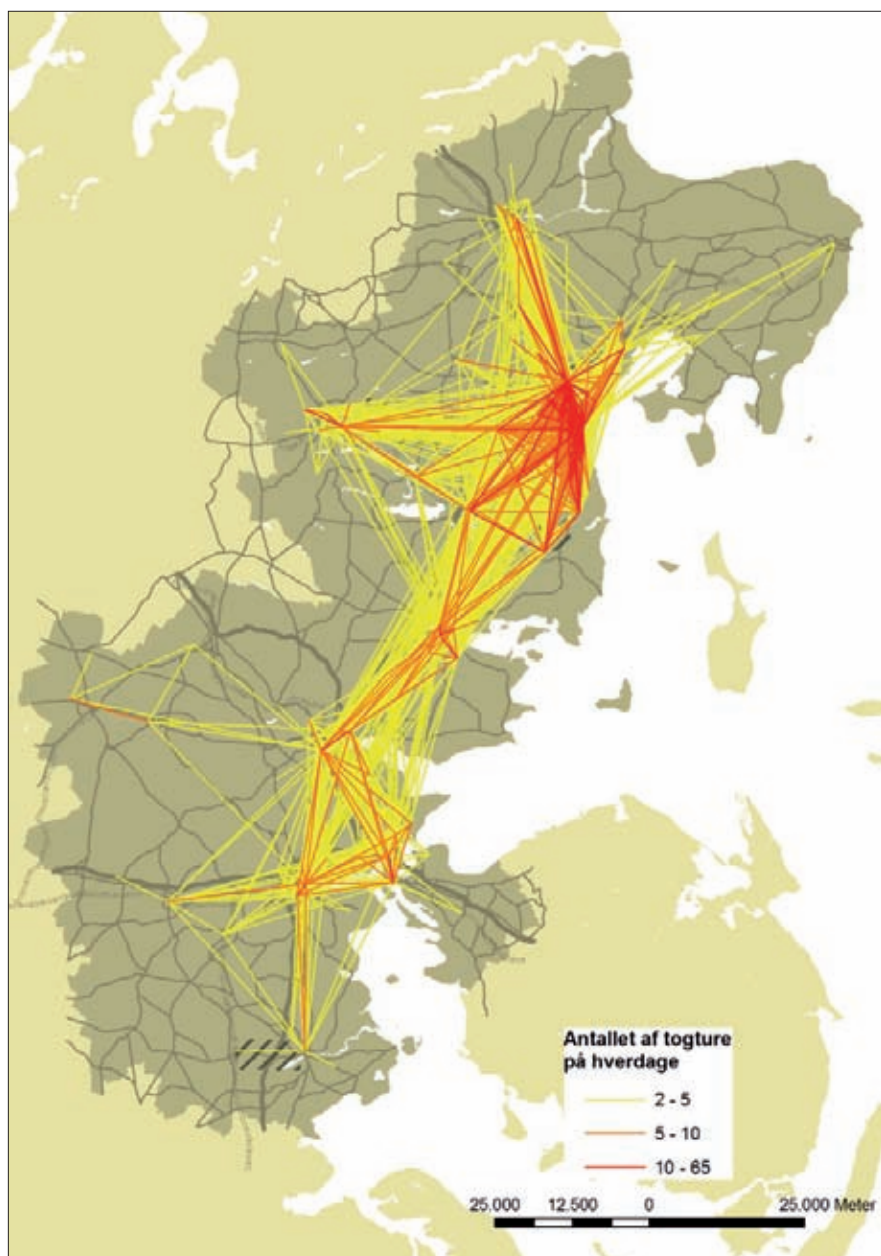 Antallet af togture
på hverdage
2 - 5
5 - 10
10 - 65
25.000 12.500 0 25.000 Meter